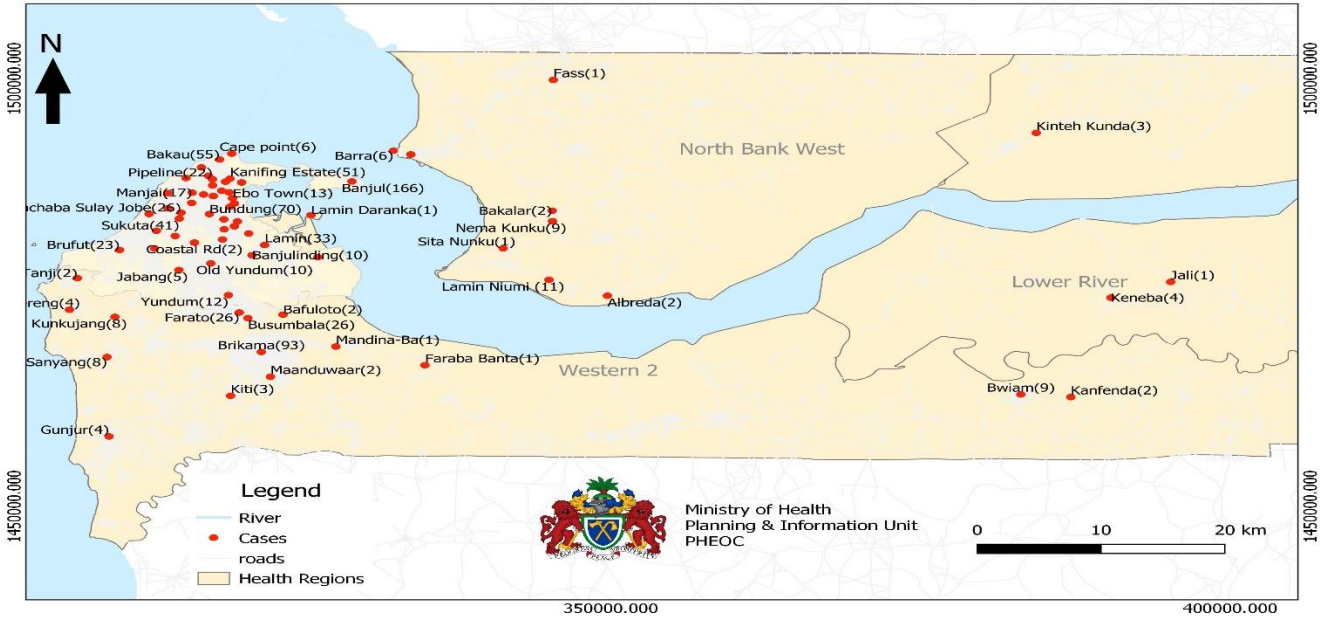 N
1500000.000
1500000.000
Fass(1)
Kinteh Kunda(3)
Cape point(6)
Bakau(55)
Barra(6)
North Bank West
Pipeline(22)
Kanifing Estate(51)
Banjul(166)
Manjai(17)
Ebo Town(13)
uchaba Sulay Jobe(26)
Bundung(70)
Lamin Daranka(1)
Bakalar(2)
Sukuta(41)
Nema Kunku(9)
Lamin(33)
Sita Nunku(1)
Brufut(23)
Coastal Rd(2)
Banjulinding(10)
Tanji(2)
Jabang(5)
Old Yundum(10)
Jali(1)
Lower River
Lamin Niumi (11)
Keneba(4)
ereng(4)
Yundum(12)
Bafuloto(2)
Albreda(2)
Kunkujang(8)
Farato(26)
Busumbala(26)
Brikama(93)
Mandina-Ba(1)
Sanyang(8)
Faraba Banta(1)
Maanduwaar(2)
Western 2
Kiti(3)
Bwiam(9)
Kanfenda(2)
Gunjur(4)
1450000.000
1450000.000
Legend
River
Cases
roads
Health Regions
Ministry of Health
Planning & Information Unit
PHEOC
0 10 20 km
350000.000
400000.000